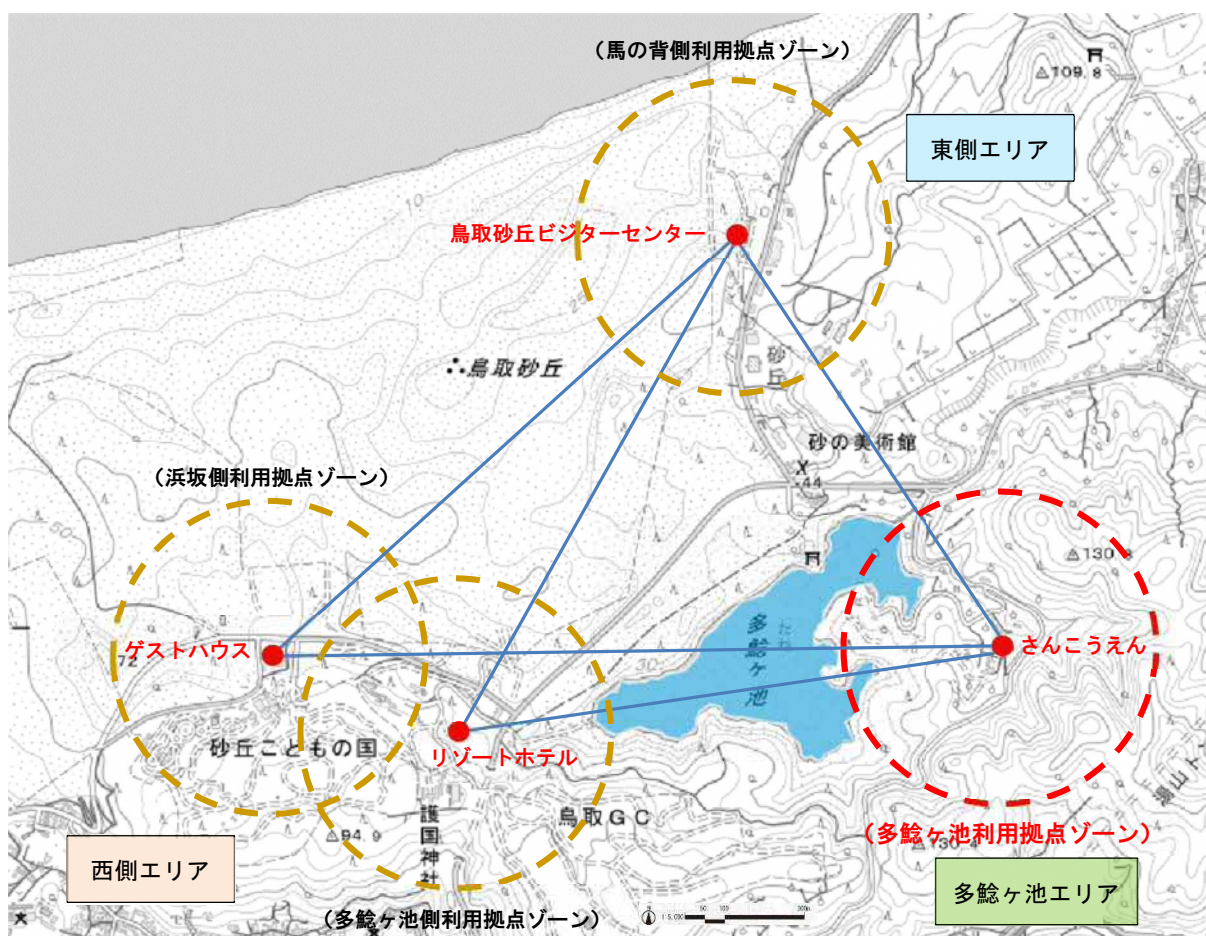 （馬の背側利用拠点ゾーン）
109.8
東側エリア
鳥取砂丘ビジターセンター
10
鳥取砂丘
砂丘
砂の美術館
44
（浜坂側利用拠点ゾーン）
50
130.8
多鯰ヶ池
30
ゲストハウス
さんこうえん
72
リゾートホテル
砂丘こどもの国
鳥取GC
護国神社
94.9
（多鯰ヶ池利用拠点ゾーン）
130.4
湯山ト
西側エリア
多鯰ヶ池エリア
（多鯰ヶ池側利用拠点ゾーン）